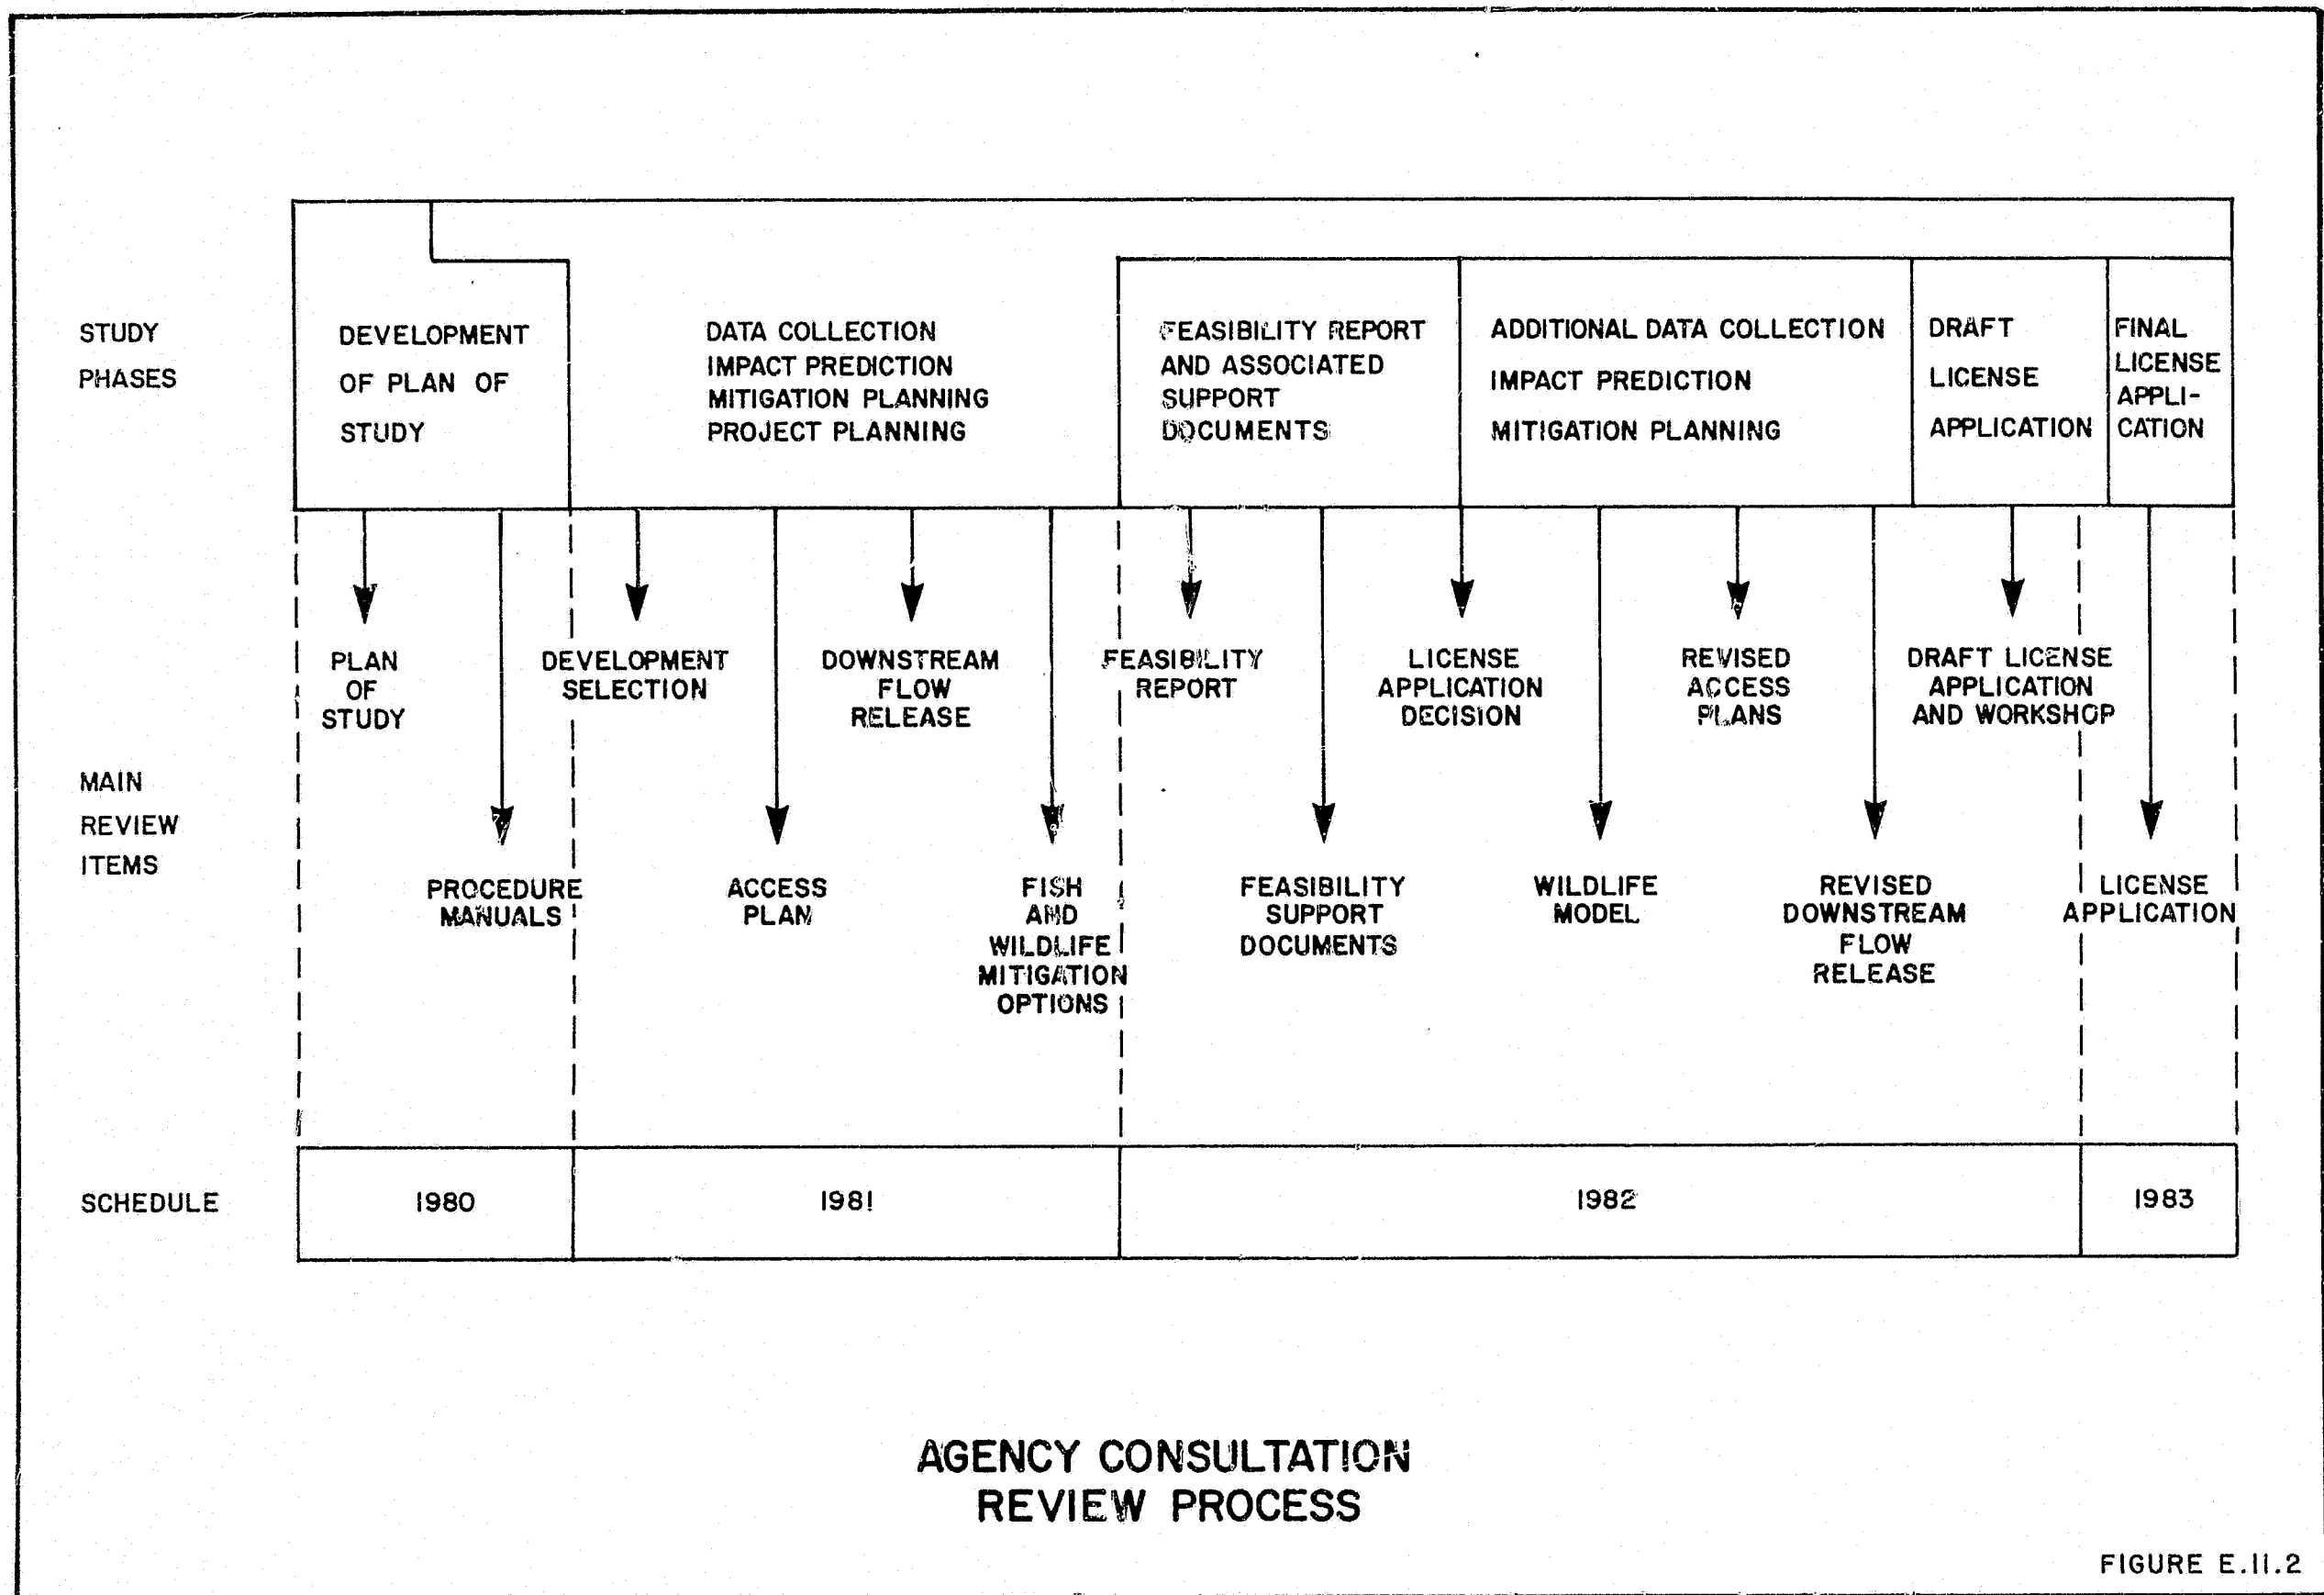 STUDY
PHASES
DEVELOPMENT
OF PLAN OF
STUDY
DATA COLLECTION
IMPACT PREDICTION
MITIGATION PLANNING
PROJECT PLANNING
FEASIBILITY REPORT
AND ASSOCIATED
SUPPORT
DOCUMENTS
ADDITIONAL DATA COLLECTION
IMPACT PREDICTION
MITIGATION PLANNING
DRAFT
LICENSE
APPLICATION
FINAL
LICENSE
APPLI-
CATION
MAIN
REVIEW
ITEMS
PLAN
OF
STUDY
PROCEDURE
MANUALS
DEVELOPMENT
SELECTION
ACCESS
PLAN
DOWNSTREAM
FLOW
RELEASE
FISH
AND
WILDLIFE
MITIGATION
OPTIONS
FEASIBILITY
REPORT
FEASIBILITY
SUPPORT
DOCUMENTS
LICENSE
APPLICATION
DECISION
WILDLIFE
MODEL
REVISED
ACCESS
PLANS
REVISED
DOWNSTREAM
FLOW
RELEASE
DRAFT LICENSE
APPLICATION
AND WORKSHOP
LICENSE
APPLICATION
SCHEDULE
1980
1981
1982
1983
AGENCY CONSULTATION
REVIEW PROCESS
FIGURE E.11.2